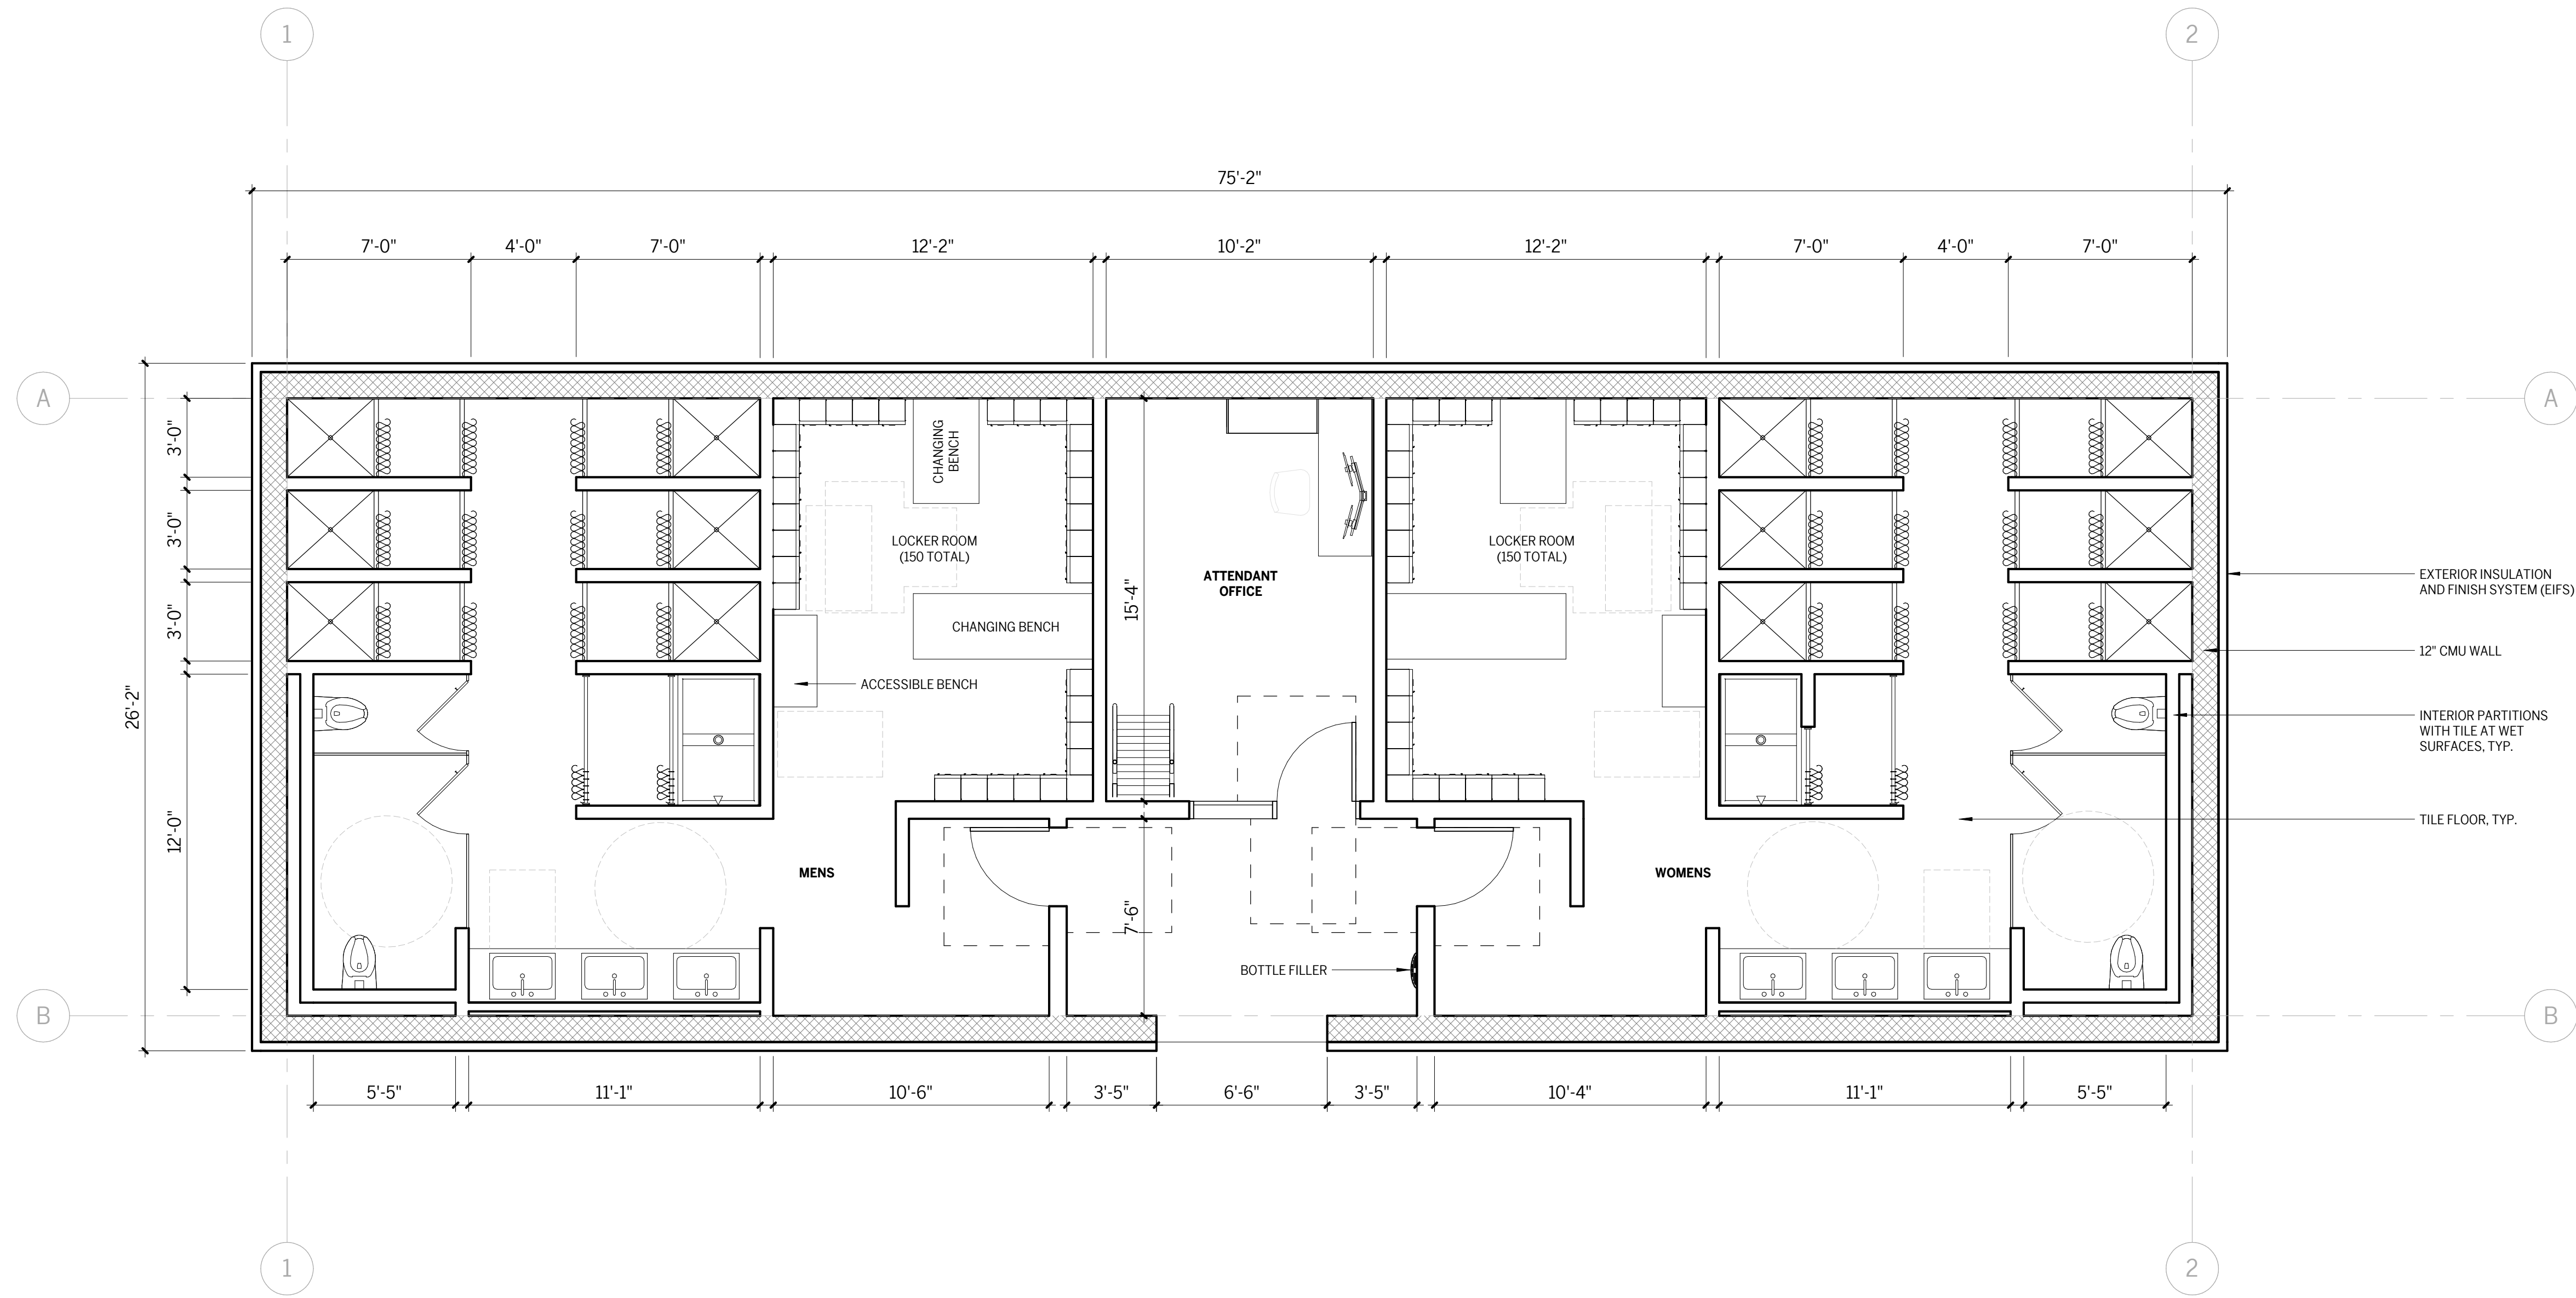 1
2
75'-2"
7'-0"
4'-0"
7'-0"
12'-2"
10'-2"
12'-2"
7'-0"
4'-0"
7'-0"
A
A
3'-0"
3'-0"
3'-0"
12'-0"
26'-2"
CHANGING
BENCH
LOCKER ROOM
(150 TOTAL)
LOCKER ROOM
(150 TOTAL)
ATTENDANT
OFFICE
15'-4"
CHANGING BENCH
ACCESSIBLE BENCH
EXTERIOR INSULATION
AND FINISH SYSTEM (EIFS)
12" CMU WALL
INTERIOR PARTITIONS
WITH TILE AT WET
SURFACES, TYP.
TILE FLOOR, TYP.
MENS
WOMENS
7'-6"
BOTTLE FILLER
B
B
5'-5"
11'-1"
10'-6"
3'-5"
6'-6"
3'-5"
10'-4"
11'-1"
5'-5"
1
2